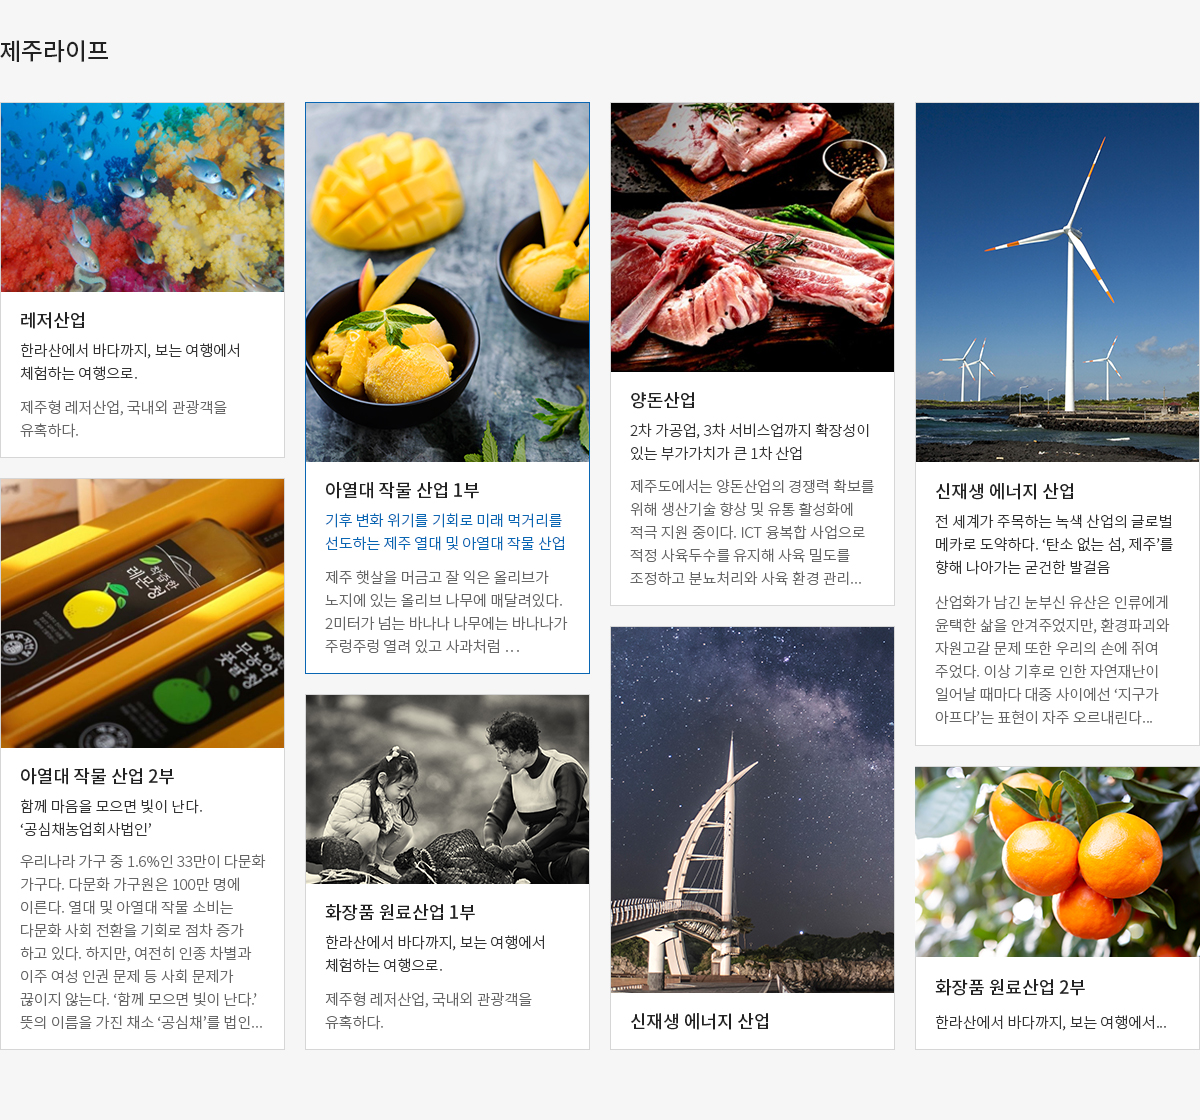 제주라이프
레저산업
한라산에서 바다까지, 보는 여행에서
체험하는 여행으로.
제주형 레저산업, 국내외 관광객을
유혹하다.
황금향
레몬청
무농약
풋귤청
아열대 작물 산업 2부
함께 마음을 모으면 빛이 난다.
‘공심채농업회사법인’
우리나라 가구 중 1.6%인 33만이 다문화
가구다. 다문화 가구원은 100만 명에
이른다. 열대 및 아열대 작물 소비는
다문화 사회 전환을 기회로 점차 증가
하고 있다. 하지만, 여전히 인종 차별과
이주 여성 인권 문제 등 사회 문제가
끊이지 않는다. ‘함께 모으면 빛이 난다.’
뜻의 이름을 가진 채소 ‘공심채’를 법인...
아열대 작물 산업 1부
기후 변화 위기를 기회로 미래 먹거리를
선도하는 제주 열대 및 아열대 작물 산업
제주 햇살을 머금고 잘 익은 올리브가
노지에 있는 올리브 나무에 매달려있다.
2미터가 넘는 바나나 나무에는 바나나가
주렁주렁 열려 있고 사과처럼 …
화장품 원료산업 1부
한라산에서 바다까지, 보는 여행에서
체험하는 여행으로.
제주형 레저산업, 국내외 관광객을
유혹하다.
양돈산업
2차 가공업, 3차 서비스업까지 확장성이
있는 부가가치가 큰 1차 산업
제주도에서는 양돈산업의 경쟁력 확보를
위해 생산기술 향상 및 유통 활성화에
적극 지원 중이다. ICT 융복합 사업으로
적정 사육두수를 유지해 사육 밀도를
조정하고 분뇨처리와 사육 환경 관리...
신재생 에너지 산업
신재생 에너지 산업
전 세계가 주목하는 녹색 산업의 글로벌
메카로 도약하다. ‘탄소 없는 섬, 제주’를
향해 나아가는 굳건한 발걸음
산업화가 남긴 눈부신 유산은 인류에게
윤택한 삶을 안겨주었지만, 환경파괴와
자원고갈 문제 또한 우리의 손에 쥐여
주었다. 이상 기후로 인한 자연재난이
일어날 때마다 대중 사이에선 ‘지구가
아프다’는 표현이 자주 오르내린다...
화장품 원료산업 2부
한라산에서 바다까지, 보는 여행에서...